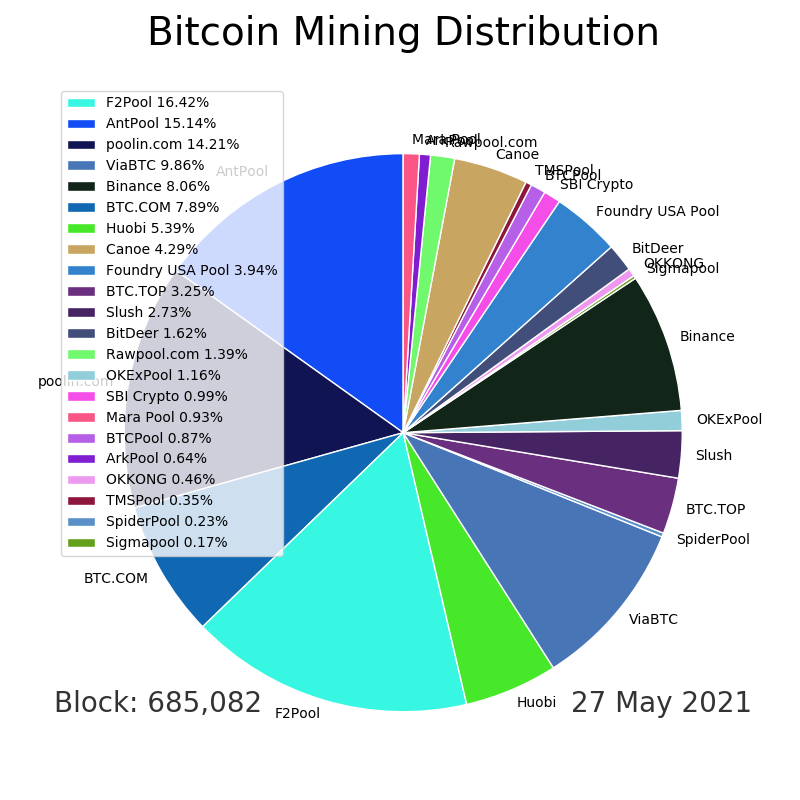 Bitcoin Mining Distribution
F2Pool 16.42%
AntPool 15.14%
poolin.com 14.21%
ViaBTC 9.86%
Binance 8.06%
BTC.COM 7.89%
Huobi 5.39%
Canoe 4.29%
Foundry USA Pool 3.94%
BTC.TOP 3.25%
Slush 2.73%
BitDeer 1.62%
Rawpool.com 1.39%
OKExPool 1.16%
SBI Crypto 0.99%
Mara Pool 0.93%
BTCPool 0.87%
ArkPool 0.64%
OKKONG 0.46%
TMSPool 0.35%
SpiderPool 0.23%
Sigmapool 0.17%
AntPool
poolin.com
BTC.COM
F2Pool
Huobi
ViaBTC
SpiderPool
BTC.TOP
Slush
OKExPool
Binance
Sigmapool
OKKONG
BitDeer
Foundry USA Pool
SBI Crypto
BTCPool
TMSPool
Canoe
Rawpool.com
ArkPool
Mara Pool
Block: 685,082
27 May 2021